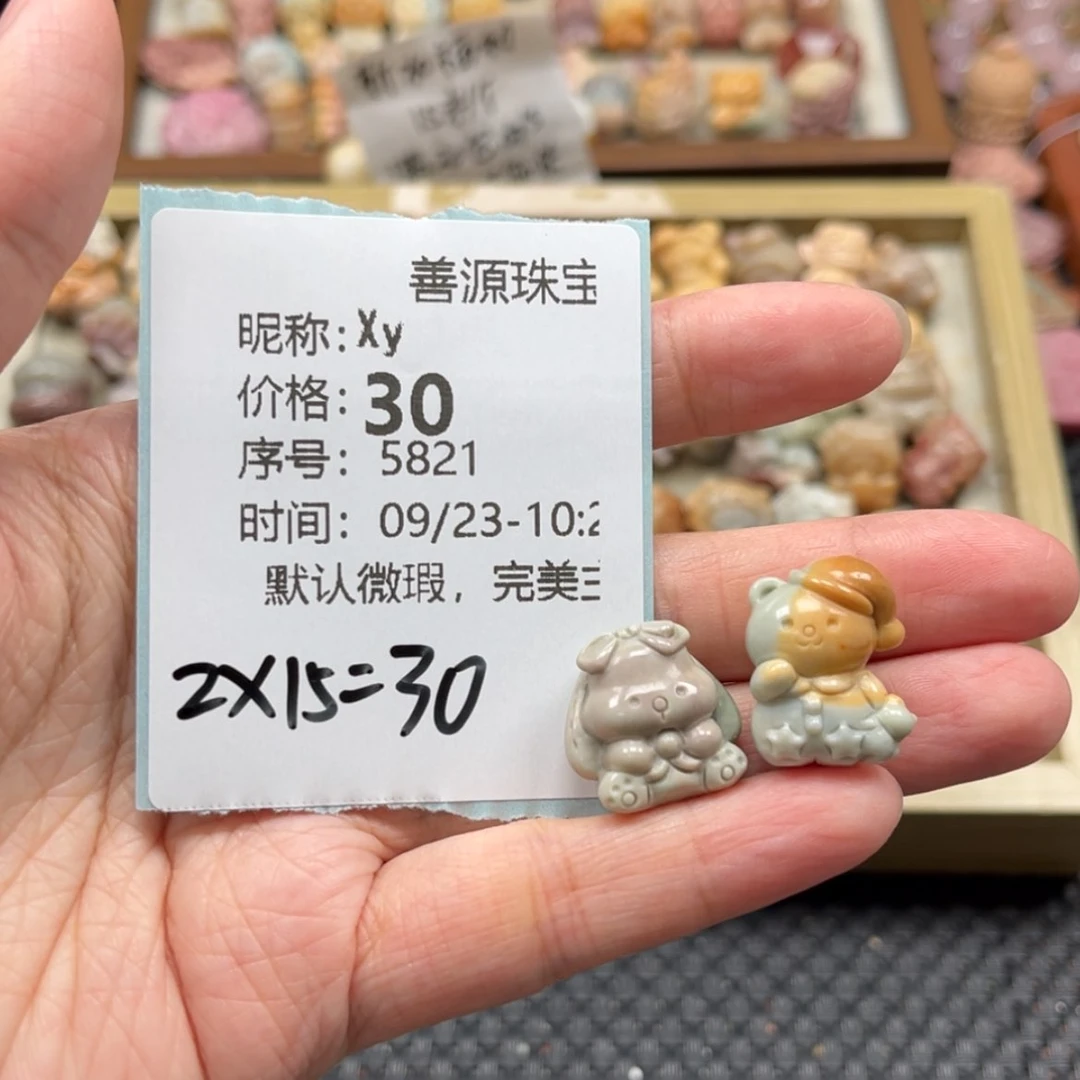 善源珠宝
昵称:Xy
价格:30
序号: 5821
时间: 09/23-10:2
默认微瑕，完美
2X15=30